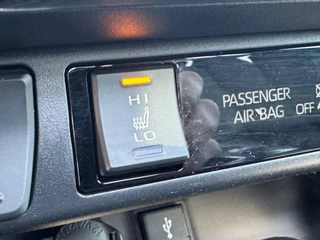 HI
LO
PASSENGER
AIR BAG OFF